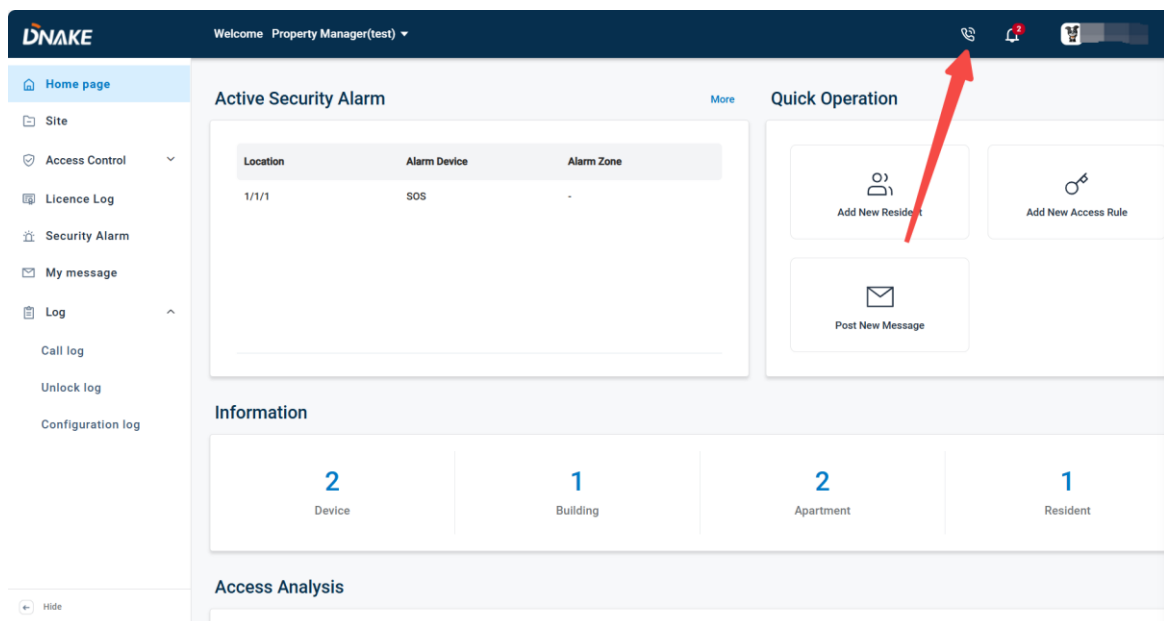 DNAKE
Welcome Property Manager(test)
2
Home page
Site
Access Control
Licence Log
Security Alarm
My message
Log
Call log
Unlock log
Configuration log
Hide
Active Security Alarm
More
Location Alarm Device Alarm Zone
1/1/1 SOS -
Quick Operation
Add New Resident
Add New Access Rule
Post New Message
Information
2 1 2 1
Device Building Apartment Resident
Access Analysis